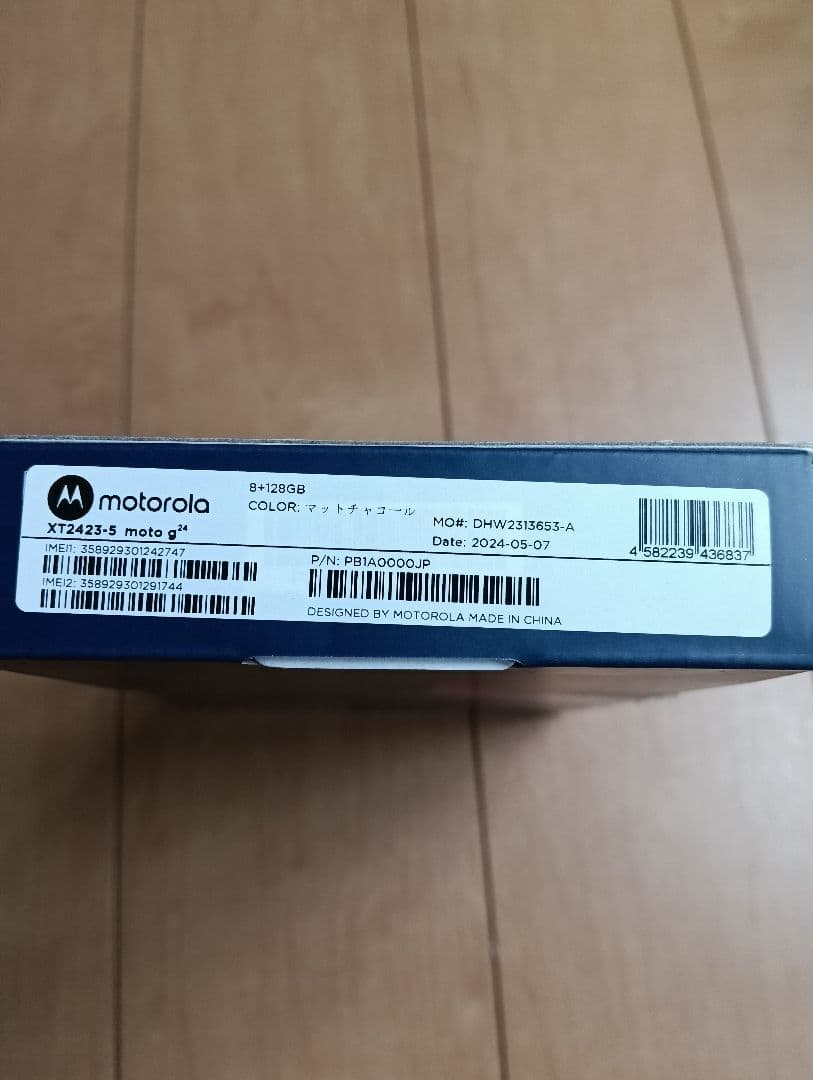 motorola
XT2423-5 moto g24
8+128GB
COLOR: マットチャコール
MO#: DHW2313653-A
Date: 2024-05-07
4 582239 436837
IMEI1: 358929301242747
IMEI2: 358929301291744
P/N: PB1A0000JP
DESIGNED BY MOTOROLA MADE IN CHINA